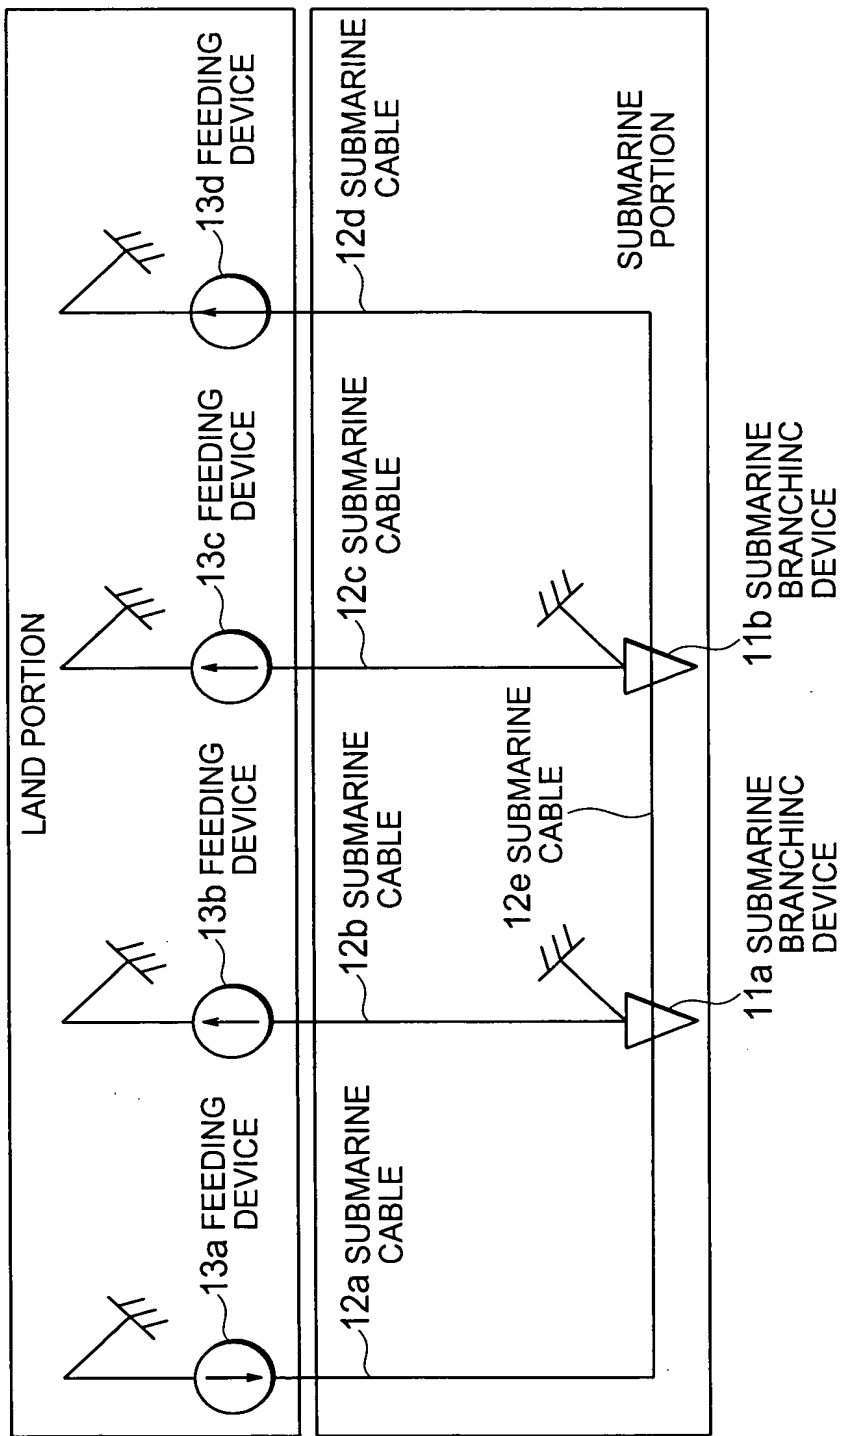 LAND PORTION
13a FEEDING
DEVICE
13b FEEDING
DEVICE
13c FEEDING
DEVICE
13d FEEDING
DEVICE
12a SUBMARINE
CABLE
12b SUBMARINE
CABLE
12c SUBMARINE
CABLE
12d SUBMARINE
CABLE
12e SUBMARINE
CABLE
SUBMARINE
PORTION
11a SUBMARINE
BRANCHINC
DEVICE
11b SUBMARINE
BRANCHINC
DEVICE